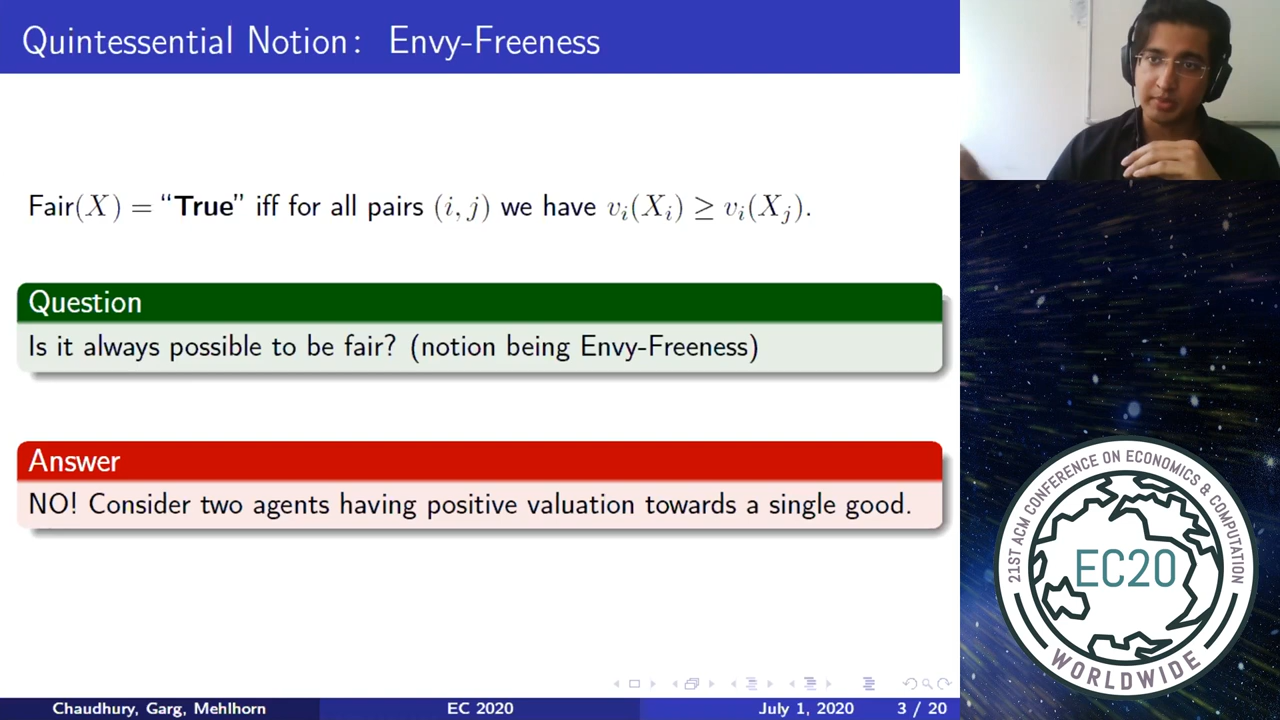 Quintessential Notion: Envy-Freeness
Fair(X) = “True” iff for all pairs (i, j) we have v_i(X_i) ≥ v_i(X_j).
Question
Is it always possible to be fair? (notion being Envy-Freeness)
Answer
NO! Consider two agents having positive valuation towards a single good.
21ST ACM CONFERENCE ON ECONOMICS & COMPUTATION
EC20
WORLDWIDE
Chaudhury, Garg, Mehlhorn EC 2020 July 1, 2020 3 / 20